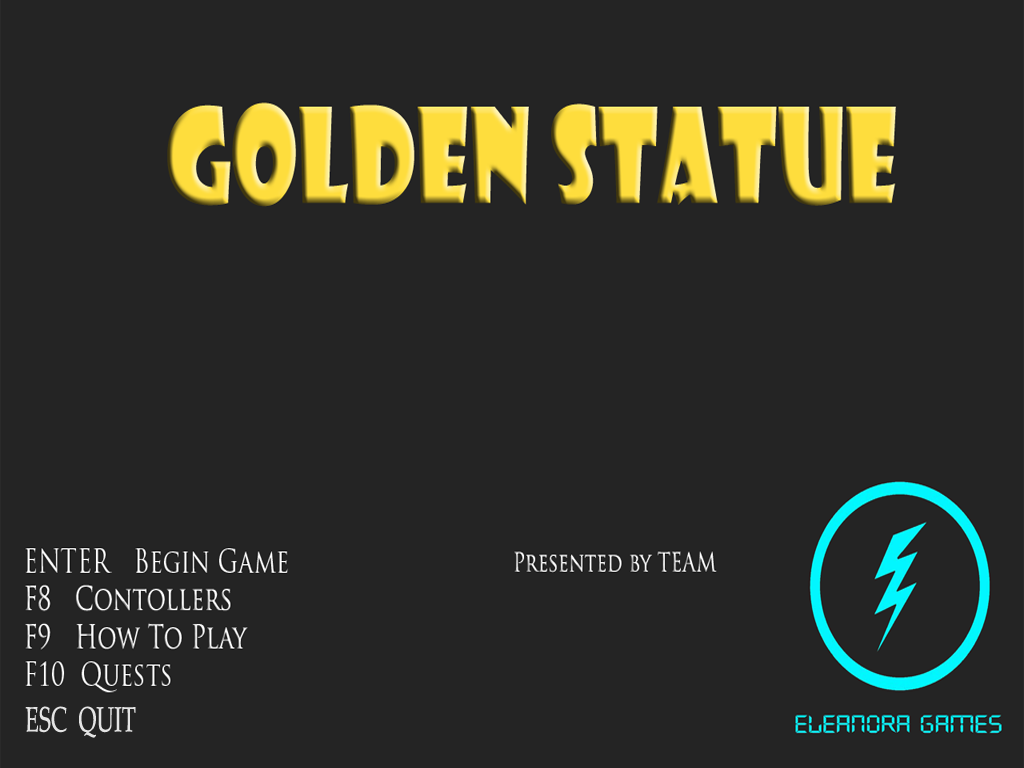 GOLDEN STATUE
ENTER Begin Game
F8 Contollers
F9 How To Play
F10 Quests
ESC QUIT
Presented by TEAM
ELEANORA GAMES